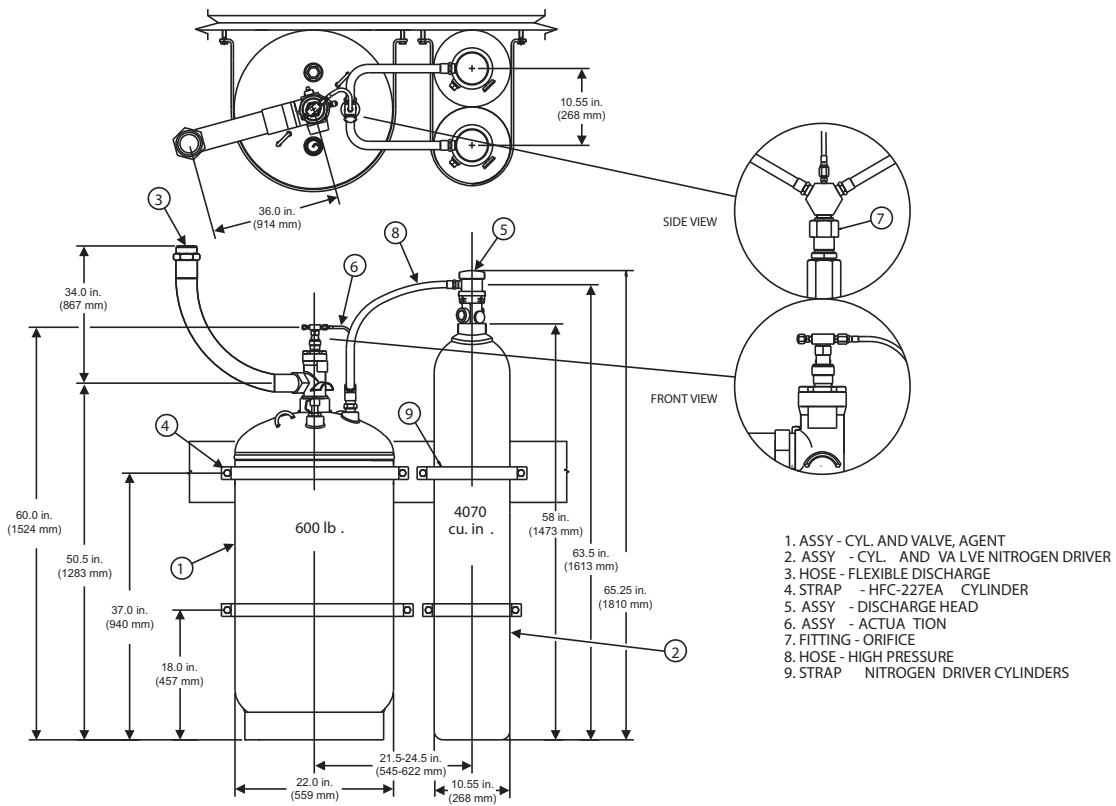 10.55 in.
(268 mm)
36.0 in.
(914 mm)
SIDE VIEW
7
3
8
5
6
34.0 in.
(867 mm)
FRONT VIEW
9
4
60.0 in.
(1524 mm)
50.5 in.
(1283 mm)
37.0 in.
(940 mm)
18.0 in.
(457 mm)
1
600 lb .
4070
cu. in .
58 in.
(1473 mm)
63.5 in.
(1613 mm)
65.25 in.
(1810 mm)
2
21.5-24.5 in.
(545-622 mm)
22.0 in.
(559 mm)
10.55 in.
(268 mm)
1. ASSY - CYL. AND VALVE, AGENT
2. ASSY - CYL. AND VA LVE NITROGEN DRIVER
3. HOSE - FLEXIBLE DISCHARGE
4. STRAP - HFC-227EA CYLINDER
5. ASSY - DISCHARGE HEAD
6. ASSY - ACTUA TION
7. FITTING - ORIFICE
8. HOSE - HIGH PRESSURE
9. STRAP NITROGEN DRIVER CYLINDERS